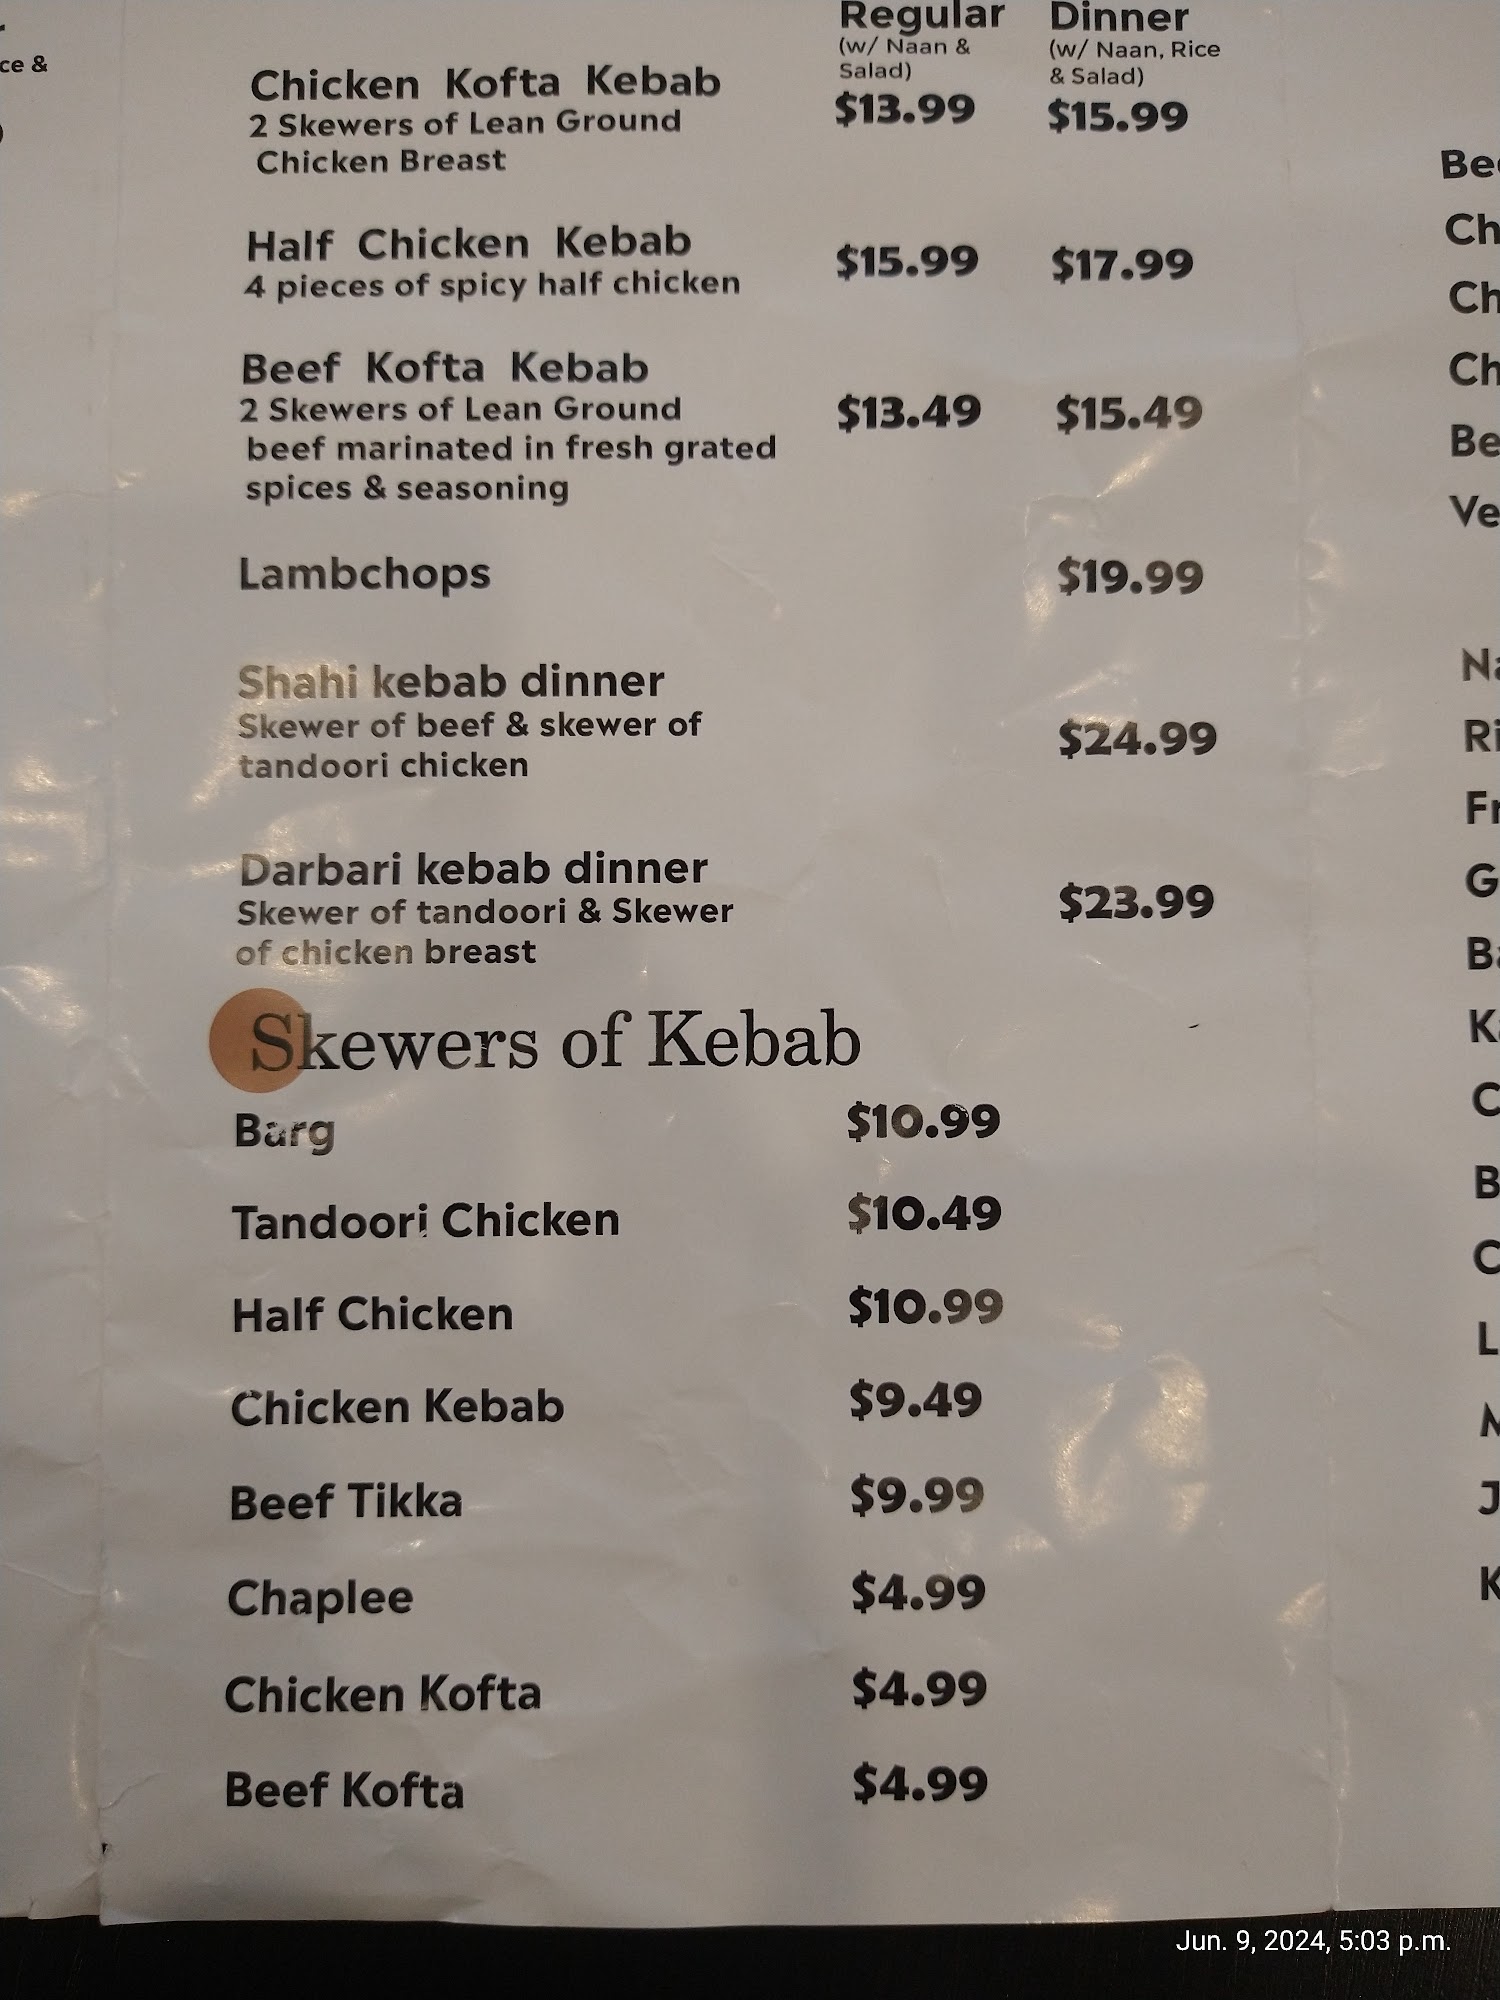 ce &
Regular Dinner
(w/ Naan & Salad) (w/ Naan, Rice & Salad)
Chicken Kofta Kebab $13.99 $15.99
2 Skewers of Lean Ground
Chicken Breast
Half Chicken Kebab $15.99 $17.99
4 pieces of spicy half chicken
Beef Kofta Kebab
2 Skewers of Lean Ground $13.49 $15.49
beef marinated in fresh grated
spices & seasoning
Lambchops $19.99
Shahi kebab dinner
Skewer of beef & skewer of $24.99
tandoori chicken
Darbari kebab dinner
Skewer of tandoori & Skewer $23.99
of chicken breast
Skewers of Kebab
Barg $10.99
Tandoori Chicken $10.49
Half Chicken $10.99
Chicken Kebab $9.49
Beef Tikka $9.99
Chaplee $4.99
Chicken Kofta $4.99
Beef Kofta $4.99
Jun. 9, 2024, 5:03 p.m.